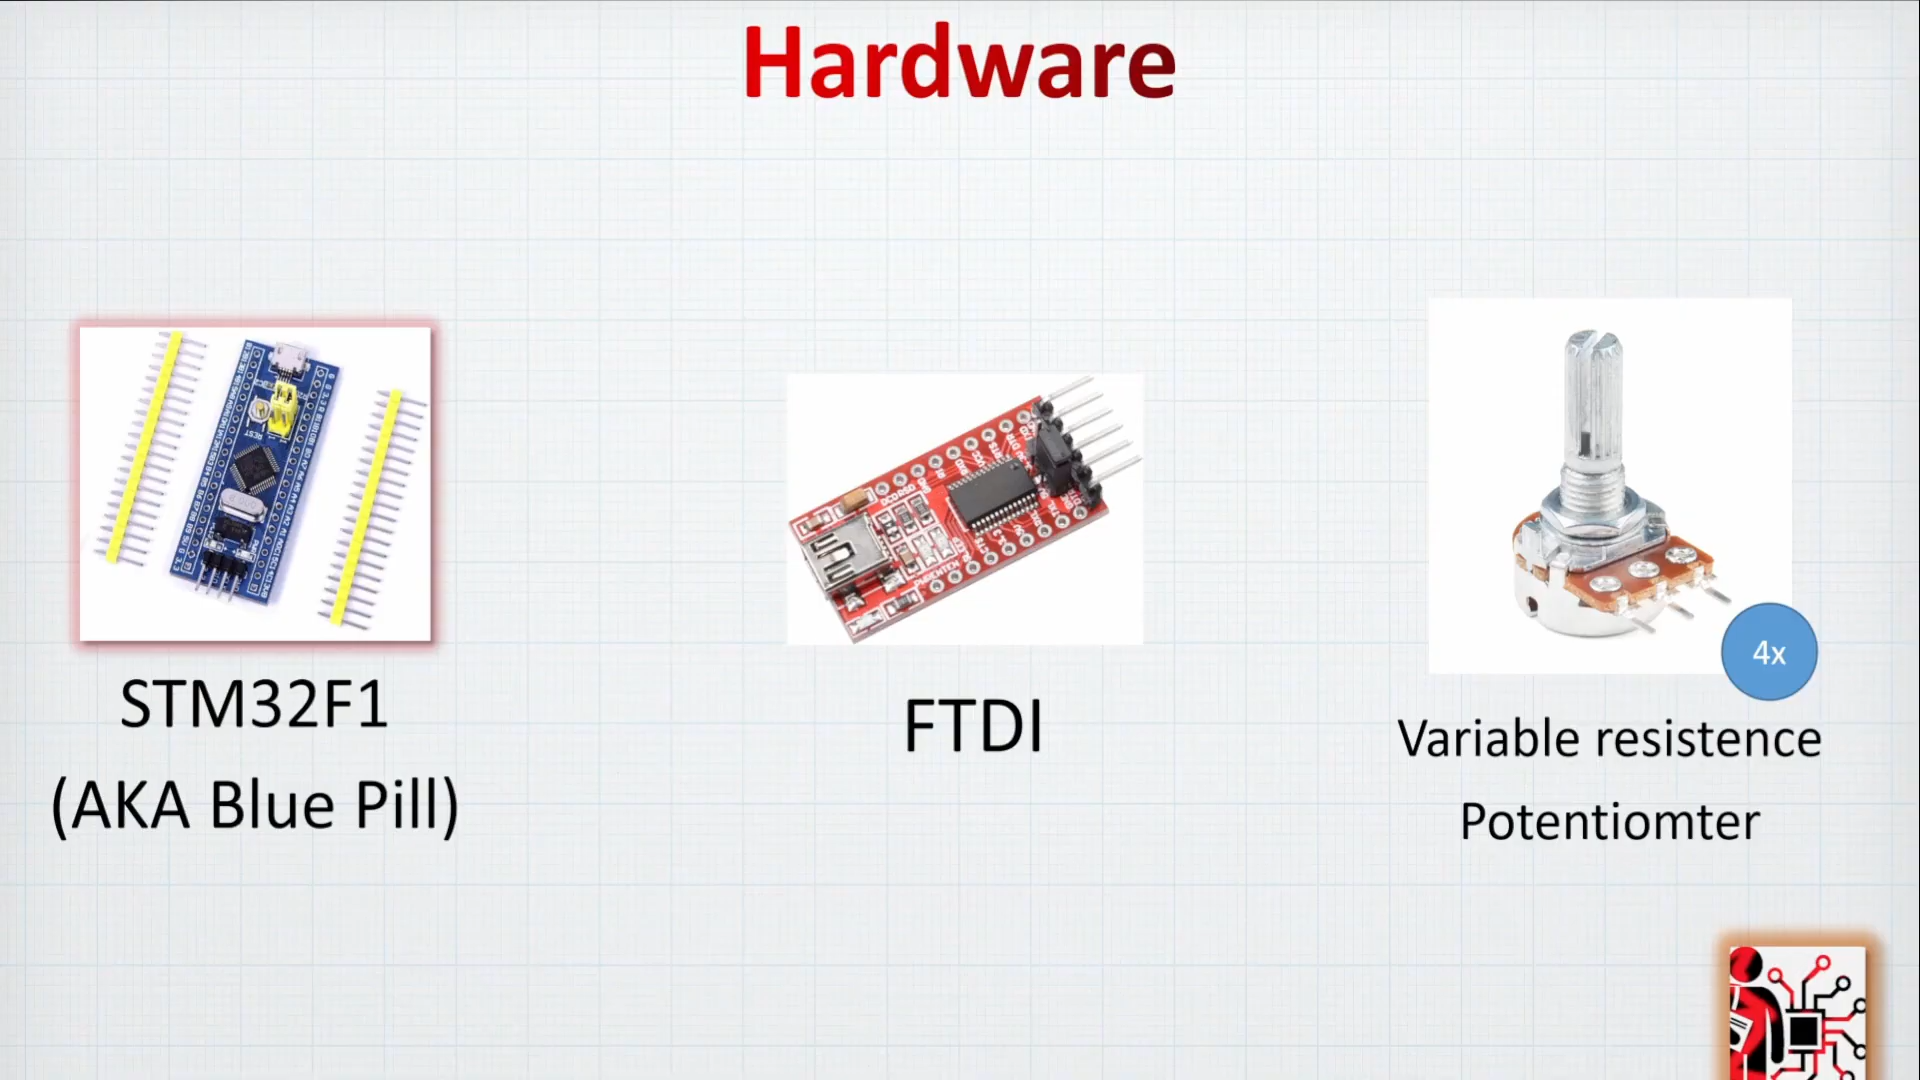 Hardware
STM32F1
(AKA Blue Pill)
FTDI
4x
Variable resistence
Potentiomter